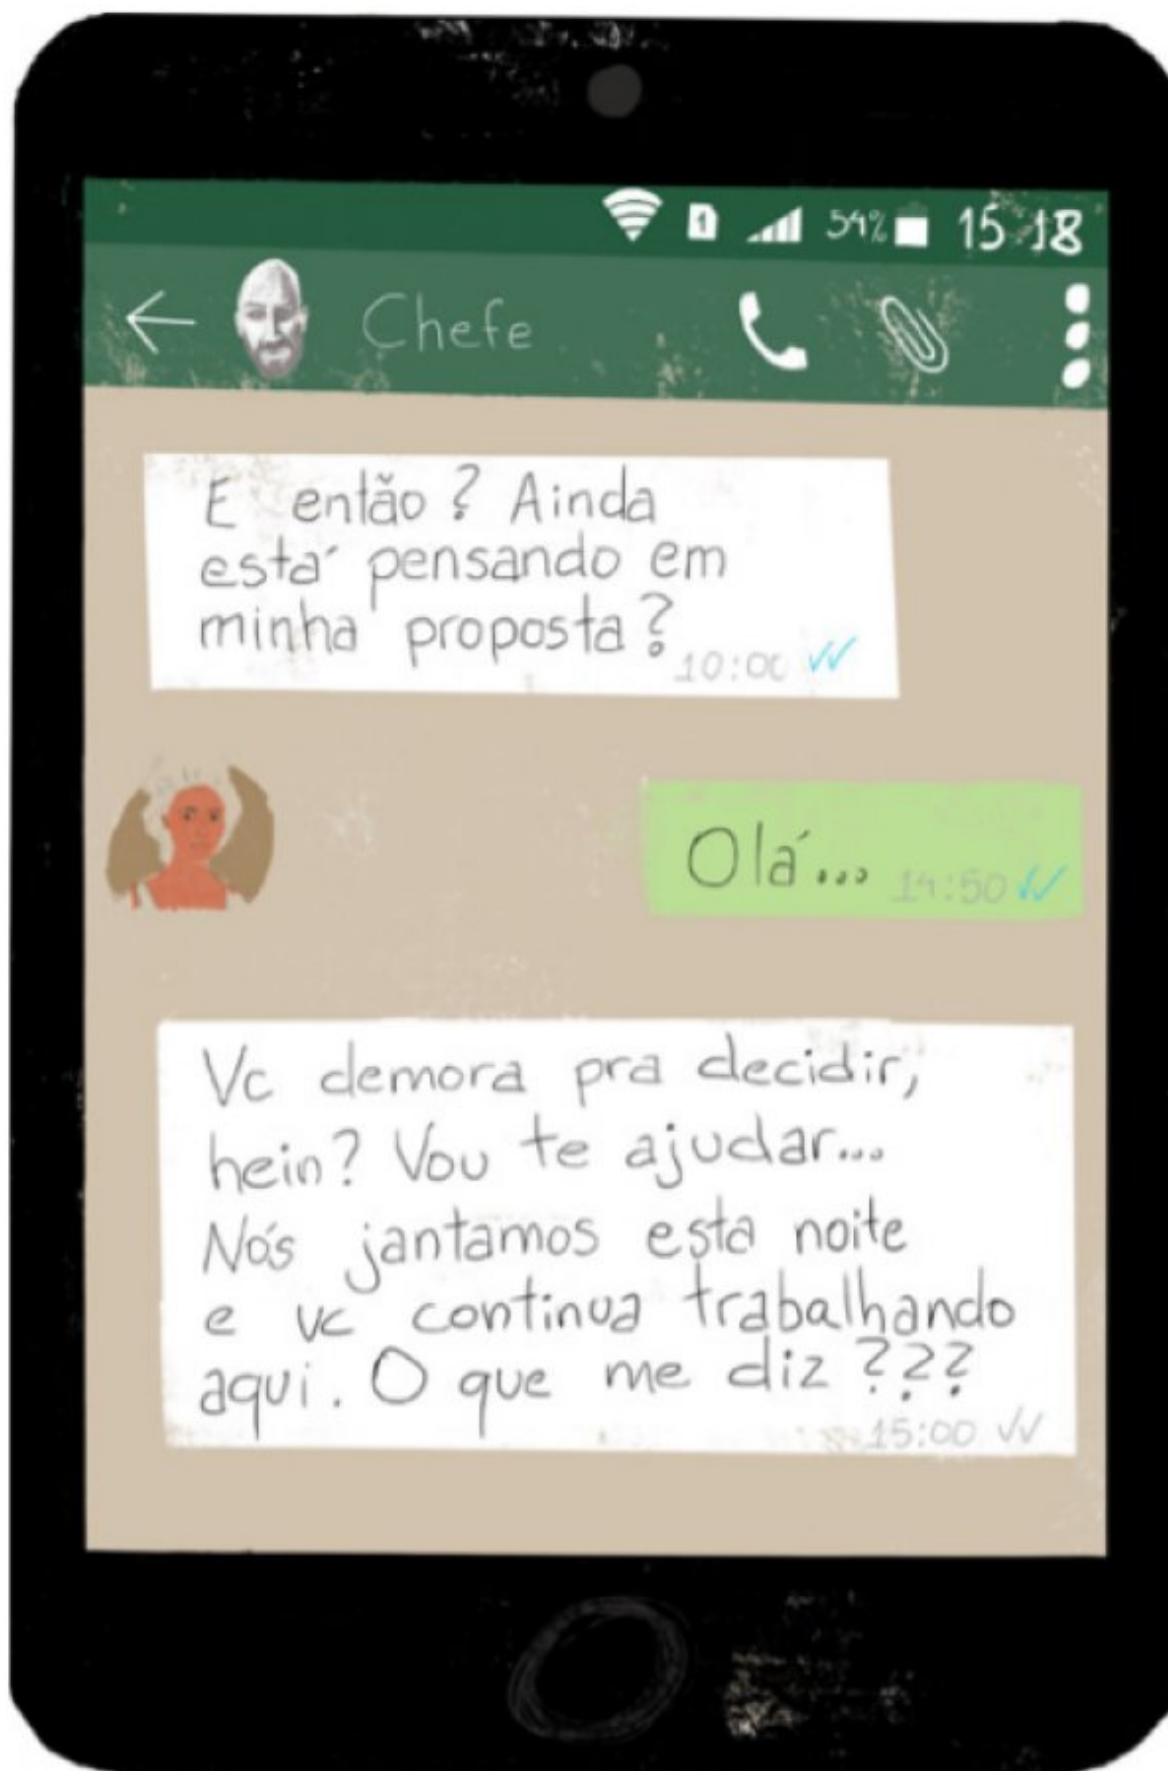 1 54% 15:18
Chefe
E então? Ainda
está pensando em
minha proposta?
10:00
Olá... 14:50
Vc demora pra decidir,
hein? Vou te ajudar...
Nós jantamos esta noite
e vc continua trabalhando
aqui. O que me diz???
15:00